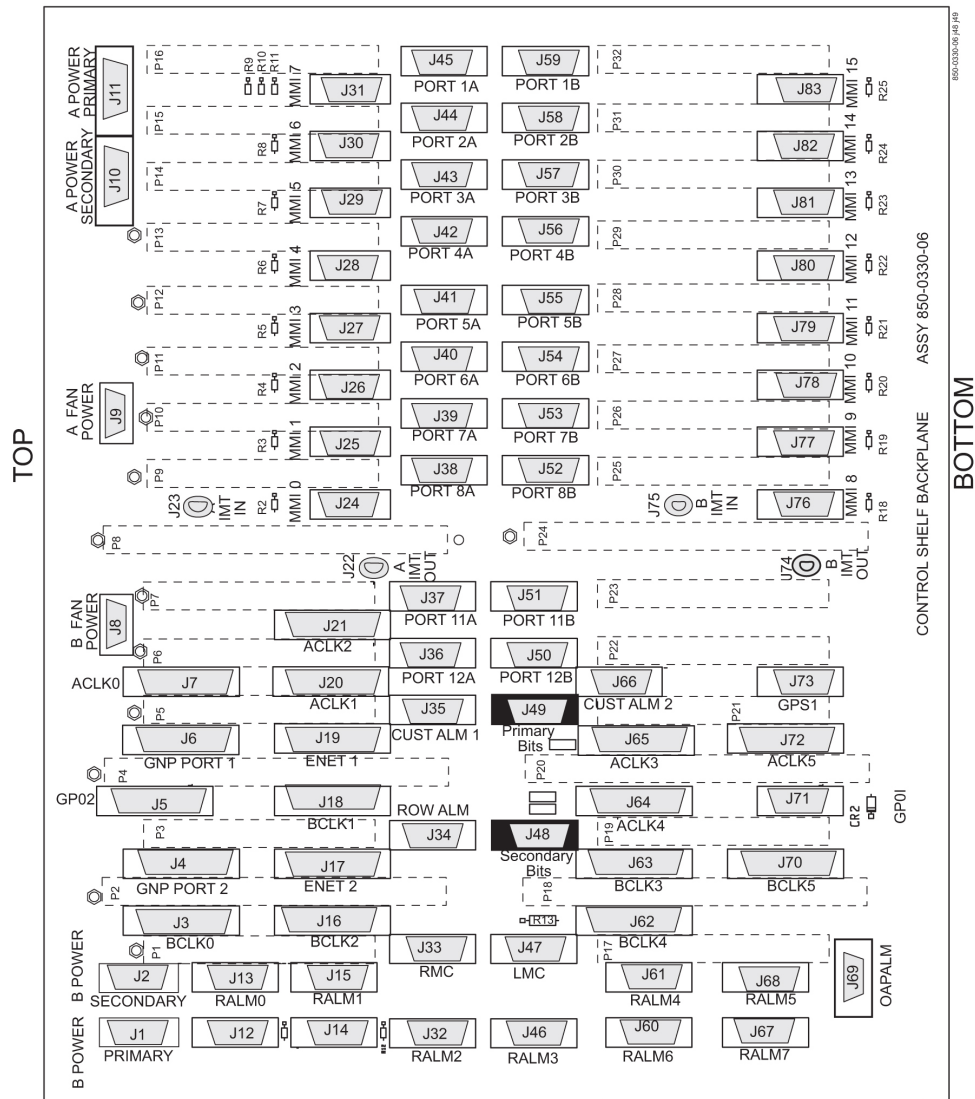 850-0330-06 j48 j49
TOP
BOTTOM
A POWER
PRIMARY
J11
P16
R9
R10
R11
MMI 7
J31
J45
PORT 1A
J59
PORT 1B
P32
J83
MMI 15
R25
A POWER
SECONDARY
J10
P15
R8
MMI 6
J30
J44
PORT 2A
J58
PORT 2B
P31
J82
MMI 14
R24
P14
R7
MMI 5
J29
J43
PORT 3A
J57
PORT 3B
P30
J81
MMI 13
R23
P13
R6
MMI 4
J28
J42
PORT 4A
J56
PORT 4B
P29
J80
MMI 12
R22
P12
R5
MMI 3
J27
J41
PORT 5A
J55
PORT 5B
P28
J79
MMI 11
R21
P11
R4
MMI 2
J26
J40
PORT 6A
J54
PORT 6B
P27
J78
MMI 10
R20
A FAN
POWER
J9
P10
R3
MMI 1
J25
J39
PORT 7A
J53
PORT 7B
P26
J77
MMI 9
R19
P9
J23
IMT
IN
R2
MMI 0
J24
J38
PORT 8A
J52
PORT 8B
P25
J75
B
IMT
IN
J76
MMI 8
R18
P8
P24
J22
A
IMT
OUT
J74
B
IMT
OUT
CONTROL SHELF BACKPLANE
ASSY 850-0330-06
B FAN
POWER
J8
P7
J21
ACLK2
J37
PORT 11A
J51
PORT 11B
P23
P6
ACLK0
J7
J20
ACLK1
J36
PORT 12A
J50
PORT 12B
P22
J66
CUST ALM 2
J73
GPS1
P5
J6
GNP PORT 1
J19
ENET 1
J35
CUST ALM 1
J49
Primary
Bits
J65
ACLK3
P21
J72
ACLK5
P4
P20
GP02
J5
J18
BCLK1
J64
ACLK4
J71
CR2
GP0I
P3
ROW ALM
J34
J48
Secondary
Bits
P19
J4
GNP PORT 2
J17
ENET 2
J63
BCLK3
J70
BCLK5
P2
P18
J3
BCLK0
J16
BCLK2
R13
J62
BCLK4
P1
J33
RMC
J47
LMC
P17
B POWER
J2
SECONDARY
J13
RALM0
J15
RALM1
J61
RALM4
J68
RALM5
J69
OAPALM
B POWER
J1
PRIMARY
J12
J14
J32
RALM2
J46
RALM3
J60
RALM6
J67
RALM7